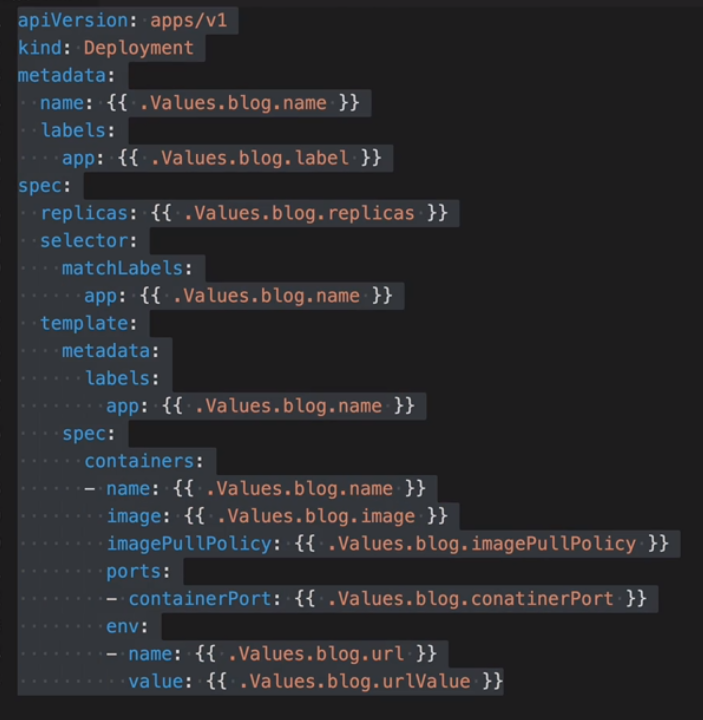 apiVersion: apps/v1
kind: Deployment
metadata:
  name: {{ .Values.blog.name }}
  labels:
    app: {{ .Values.blog.label }}
spec:
  replicas: {{ .Values.blog.replicas }}
  selector:
    matchLabels:
      app: {{ .Values.blog.name }}
  template:
    metadata:
      labels:
        app: {{ .Values.blog.name }}
    spec:
      containers:
      - name: {{ .Values.blog.name }}
        image: {{ .Values.blog.image }}
        imagePullPolicy: {{ .Values.blog.imagePullPolicy }}
        ports:
        - containerPort: {{ .Values.blog.conatinerPort }}
        env:
        - name: {{ .Values.blog.url }}
          value: {{ .Values.blog.urlValue }}